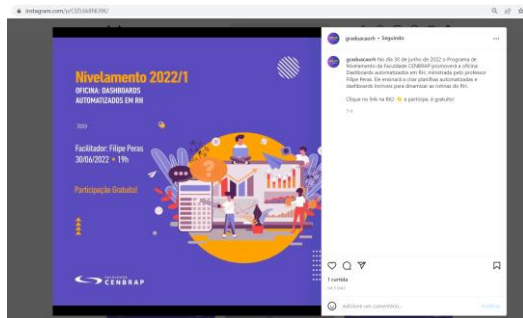 instagram.com/p/
Nivelamento 2022/1
OFICINA: DASHBOARDS
AUTOMATIZADOS EM RH
Facilitador: Filipe Peras
30/06/2022 • 19h
Participação Gratuita!
CENBRAP
graduacaorh • Seguindo
graduacaorh No dia 30 de junho de 2022 o Programa de
Nivelamento da Faculdade CENBRAP promoverá a oficina:
Dashboards automatizados em RH, ministrada pelo professor
Filipe Peras. Ele ensinará a criar planilhas automatizadas e
dashboards incríveis para dinamizar as rotinas do RH.
Clique no link na BIO e participe, é gratuito!
1 curtida
Adicione um comentário...
Publicar